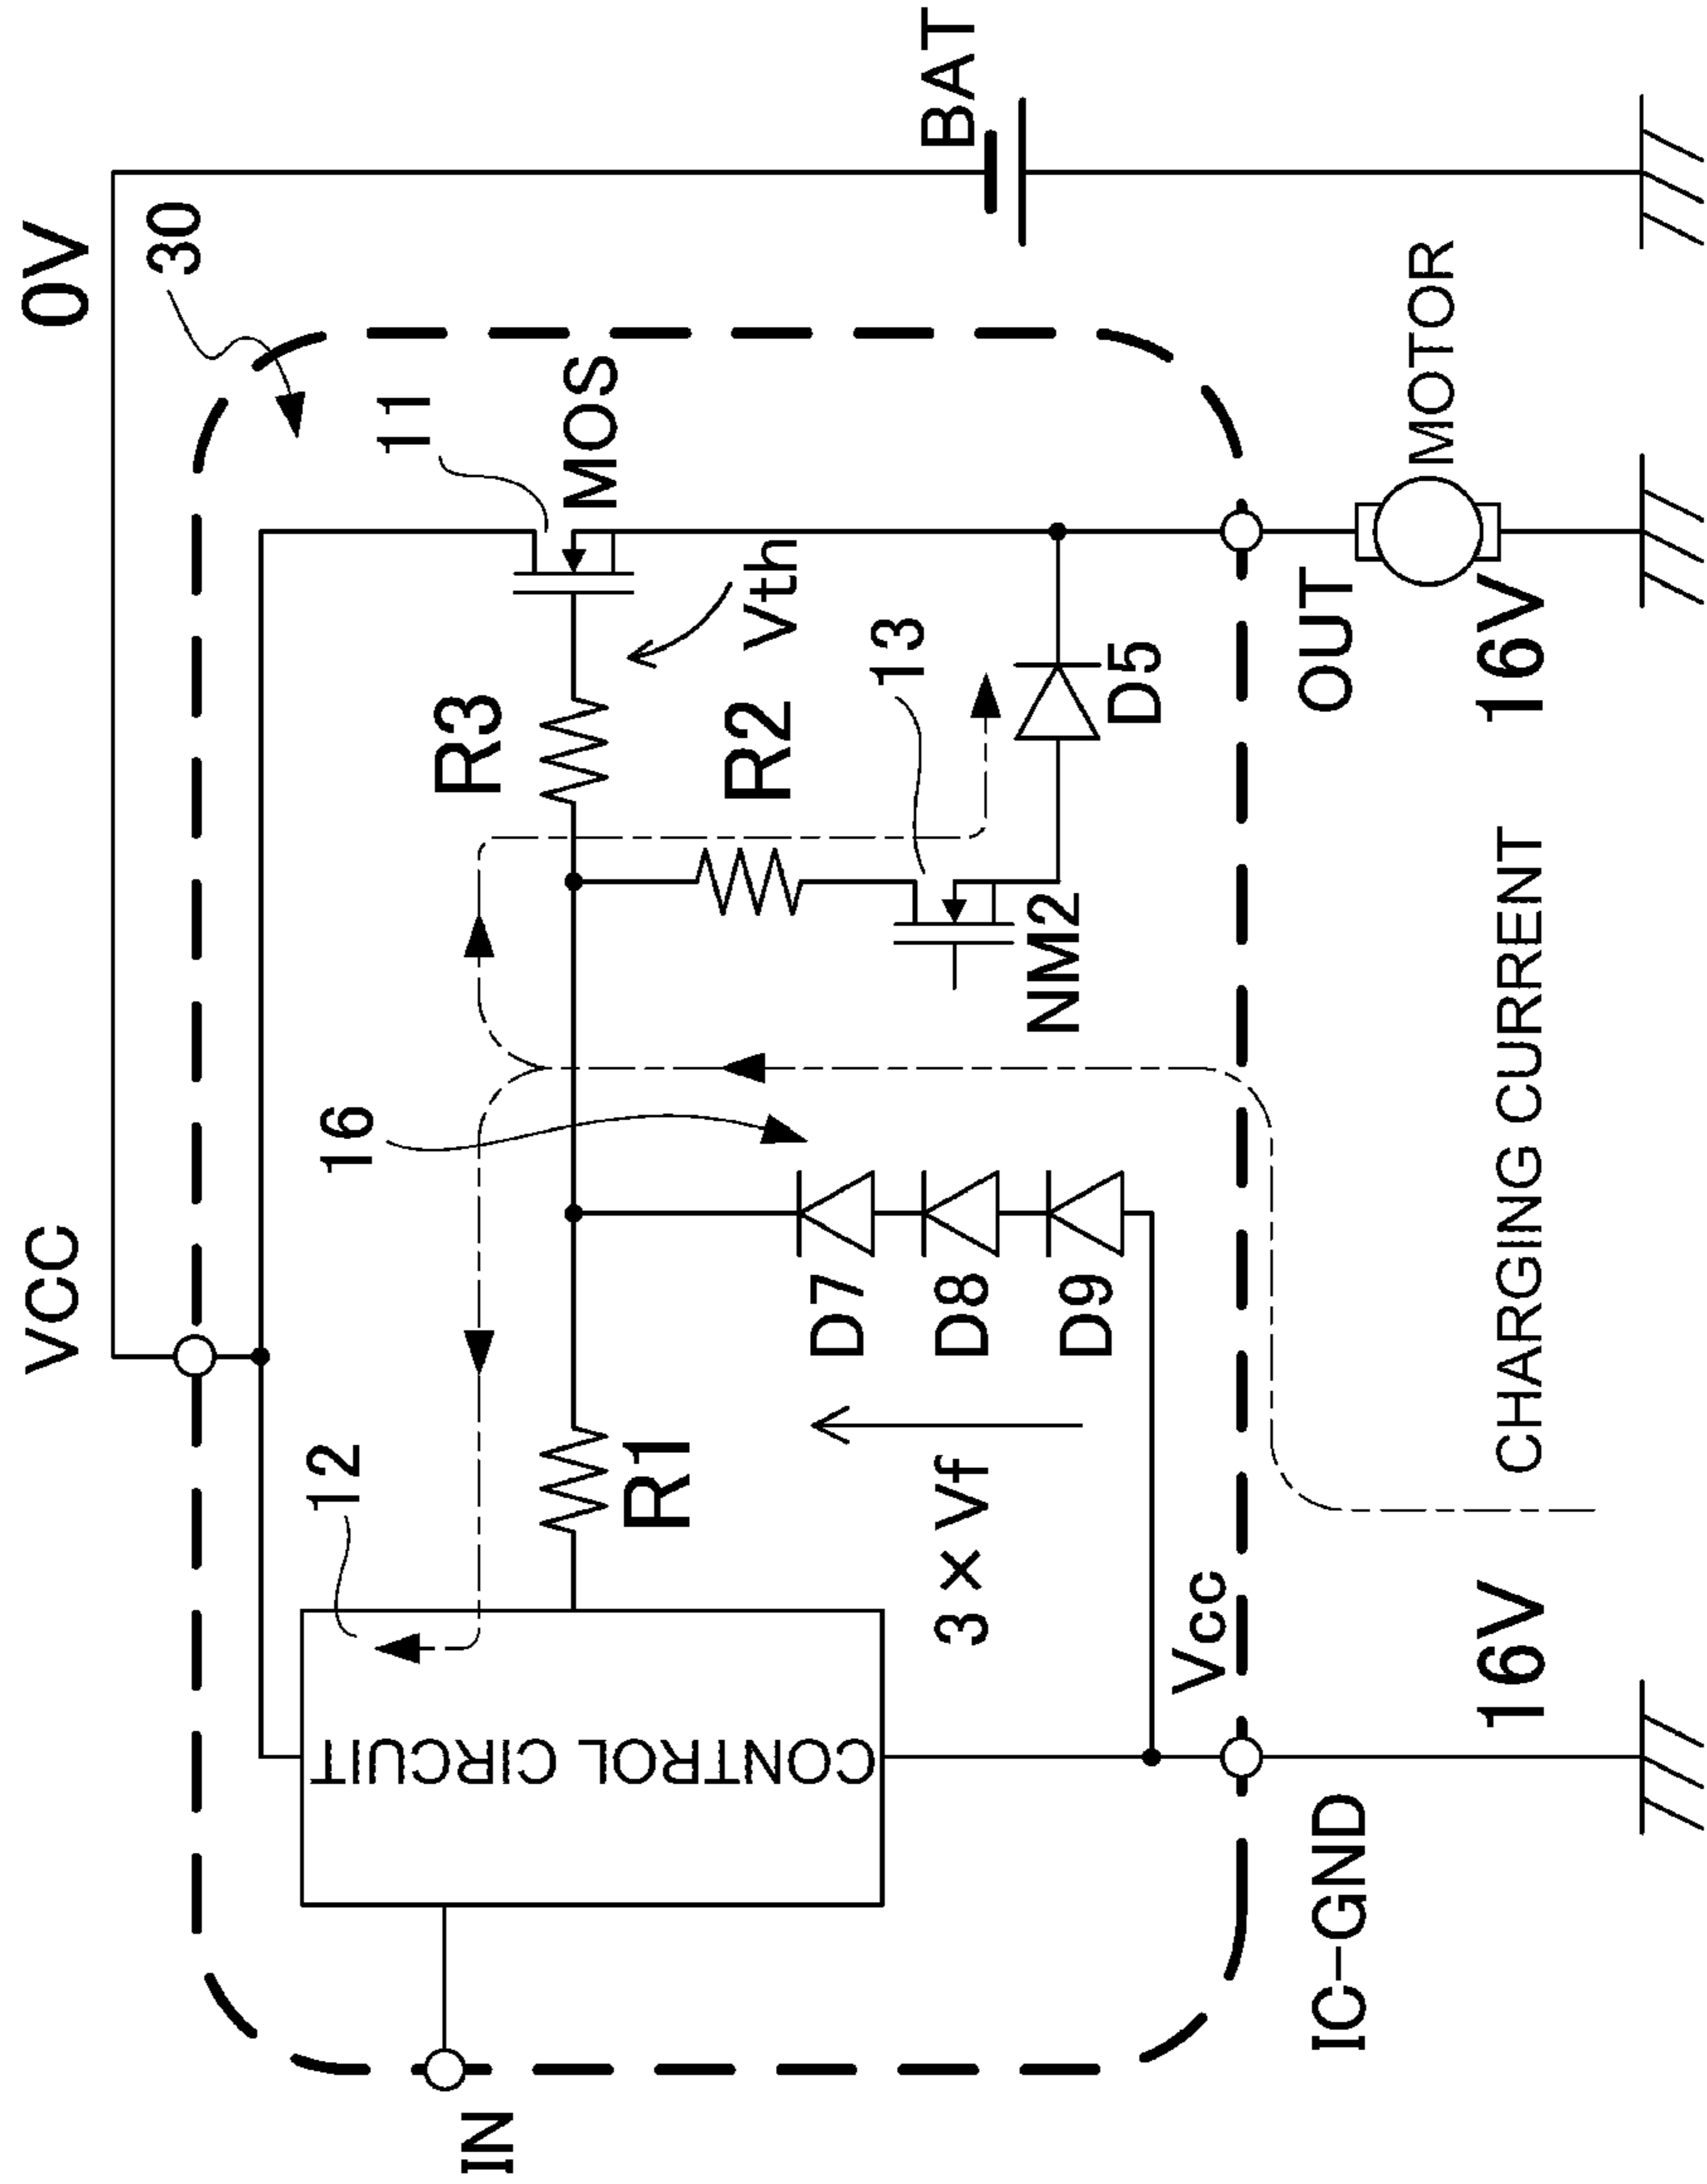 VCC
0V
30
12
16
11
R3
MOS
R1
R2
Vth
13
D7
D8
D9
3×Vf
CONTROL CIRCUIT
NM2
D5
BAT
Vcc
IN
IC-GND
OUT
MOTOR
16V
CHARGING CURRENT
16V